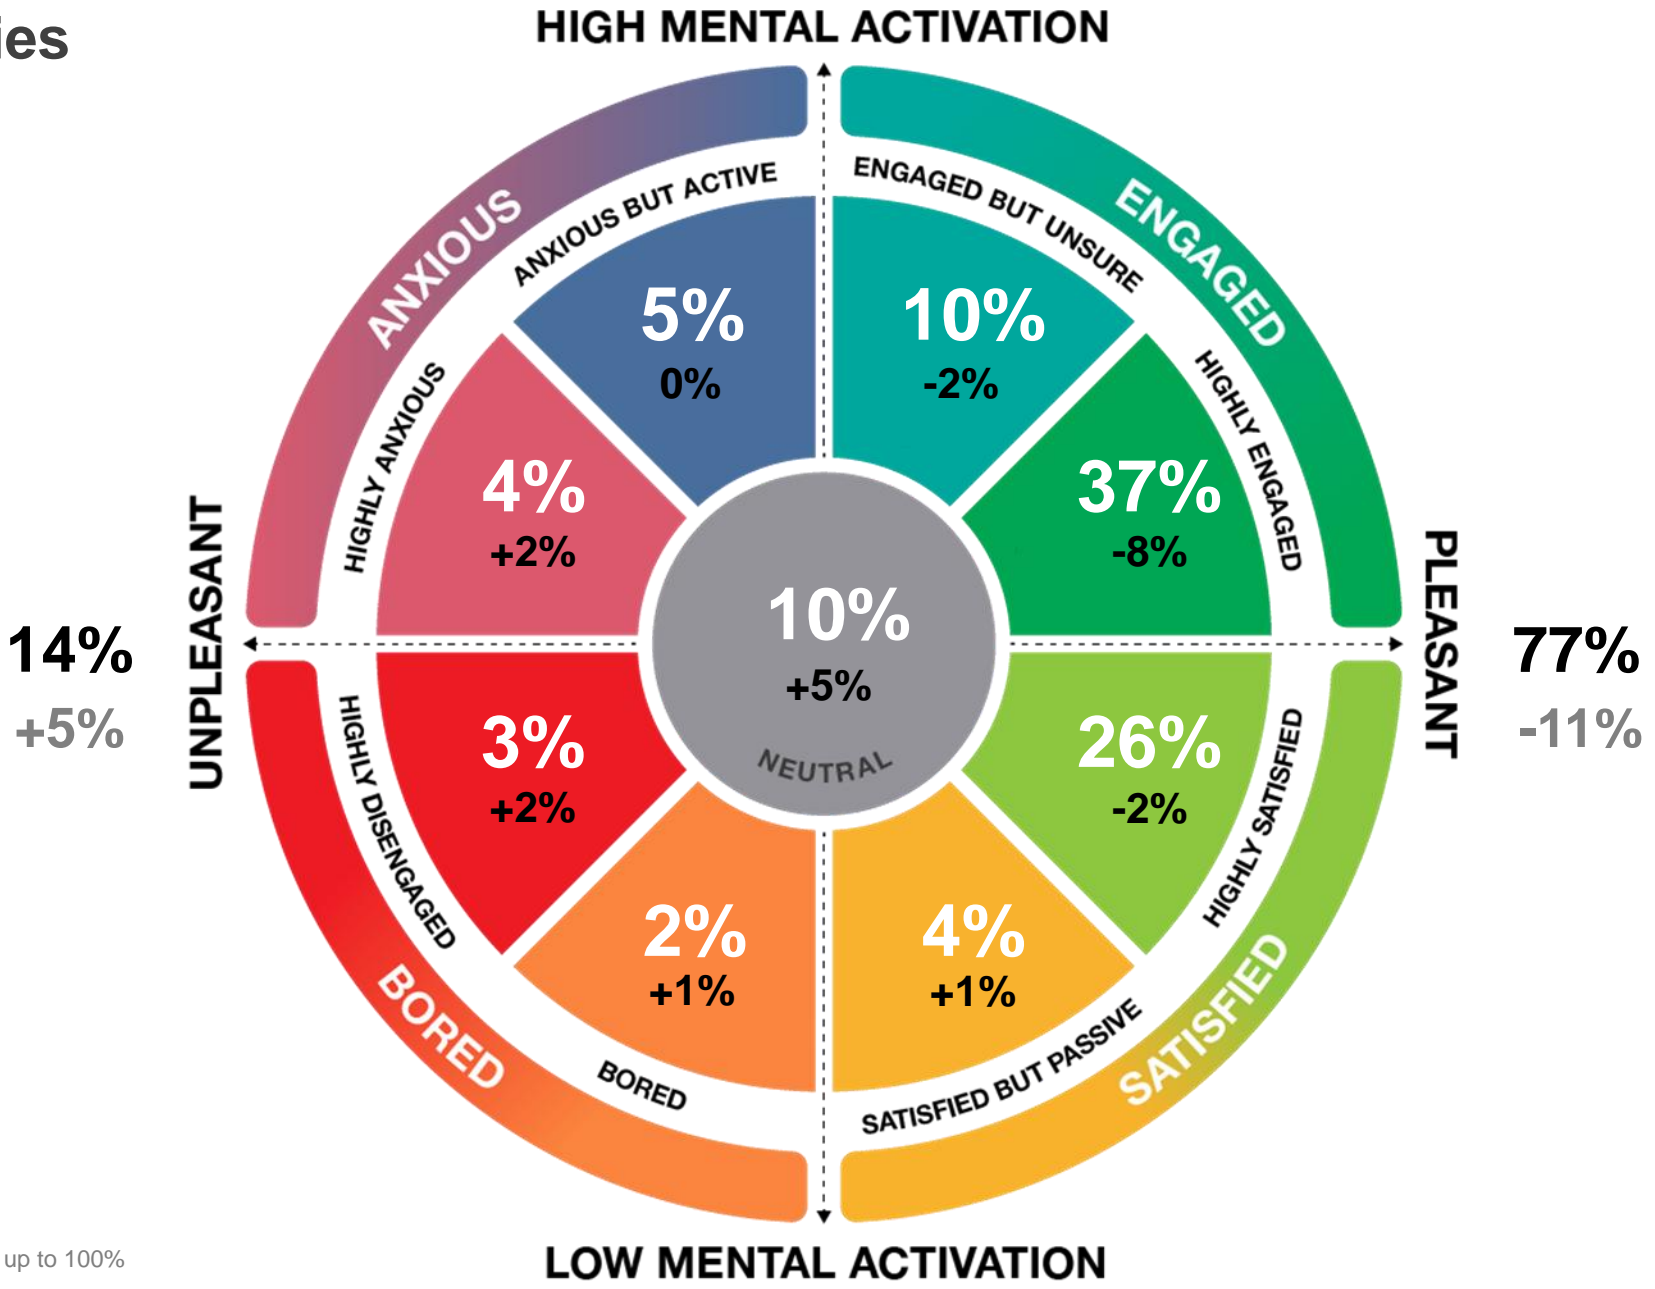 ies
HIGH MENTAL ACTIVATION
ANXIOUS
ENGAGED
ANXIOUS BUT ACTIVE
ENGAGED BUT UNSURE
5%
0%
10%
-2%
HIGHLY ANXIOUS
HIGHLY ENGAGED
4%
+2%
37%
-8%
UNPLEASANT
PLEASANT
14%
+5%
10%
+5%
NEUTRAL
77%
-11%
HIGHLY DISENGAGED
HIGHLY SATISFIED
3%
+2%
26%
-2%
2%
+1%
4%
+1%
BORED
SATISFIED BUT PASSIVE
BORED
SATISFIED
LOW MENTAL ACTIVATION
up to 100%